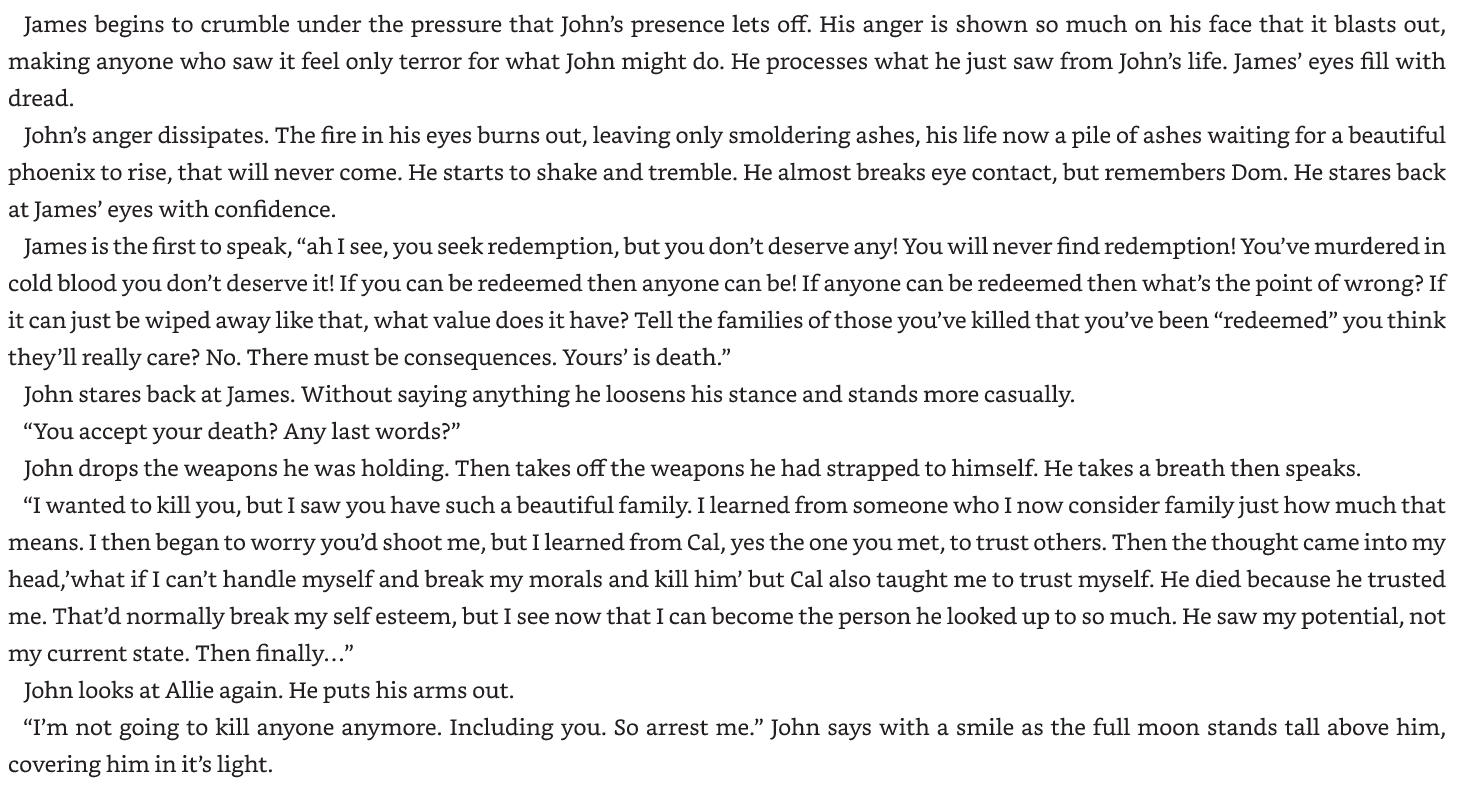 James begins to crumble under the pressure that John’s presence lets off. His anger is shown so much on his face that it blasts out,
making anyone who saw it feel only terror for what John might do. He processes what he just saw from John’s life. James’ eyes fill with
dread.
John’s anger dissipates. The fire in his eyes burns out, leaving only smoldering ashes, his life now a pile of ashes waiting for a beautiful
phoenix to rise, that will never come. He starts to shake and tremble. He almost breaks eye contact, but remembers Dom. He stares back
at James’ eyes with confidence.
James is the first to speak, “ah I see, you seek redemption, but you don’t deserve any! You will never find redemption! You’ve murdered in
cold blood you don’t deserve it! If you can be redeemed then anyone can be! If anyone can be redeemed then what’s the point of wrong? If
it can just be wiped away like that, what value does it have? Tell the families of those you’ve killed that you’ve been “redeemed” you think
they’ll really care? No. There must be consequences. Yours’ is death.”
John stares back at James. Without saying anything he loosens his stance and stands more casually.
“You accept your death? Any last words?”
John drops the weapons he was holding. Then takes off the weapons he had strapped to himself. He takes a breath then speaks.
“I wanted to kill you, but I saw you have such a beautiful family. I learned from someone who I now consider family just how much that
means. I then began to worry you’d shoot me, but I learned from Cal, yes the one you met, to trust others. Then the thought came into my
head,’what if I can’t handle myself and break my morals and kill him’ but Cal also taught me to trust myself. He died because he trusted
me. That’d normally break my self esteem, but I see now that I can become the person he looked up to so much. He saw my potential, not
my current state. Then finally…”
John looks at Allie again. He puts his arms out.
“I’m not going to kill anyone anymore. Including you. So arrest me.” John says with a smile as the full moon stands tall above him,
covering him in it’s light.